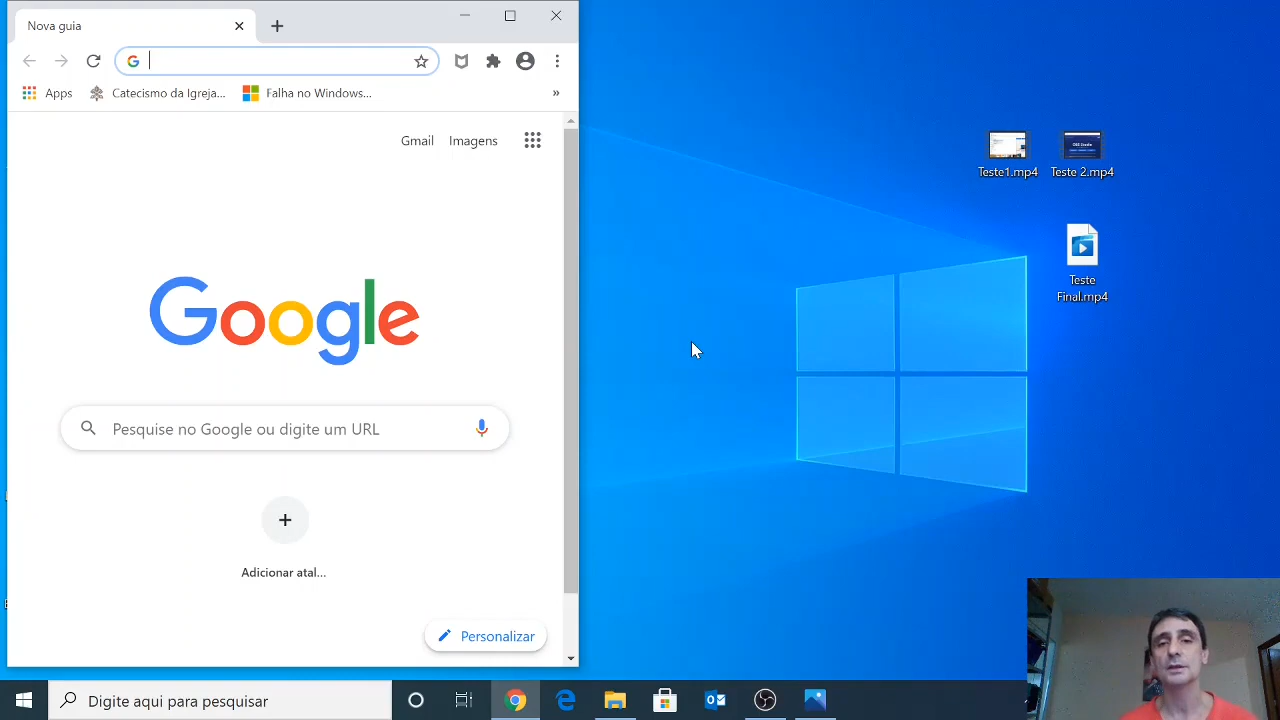 Nova guia
Apps
Catecismo da Igreja...
Falha no Windows...
»
Gmail
Imagens
Google
Pesquise no Google ou digite um URL
Adicionar atal...
Personalizar
Teste1.mp4
Teste 2.mp4
Teste
Final.mp4
Digite aqui para pesquisar